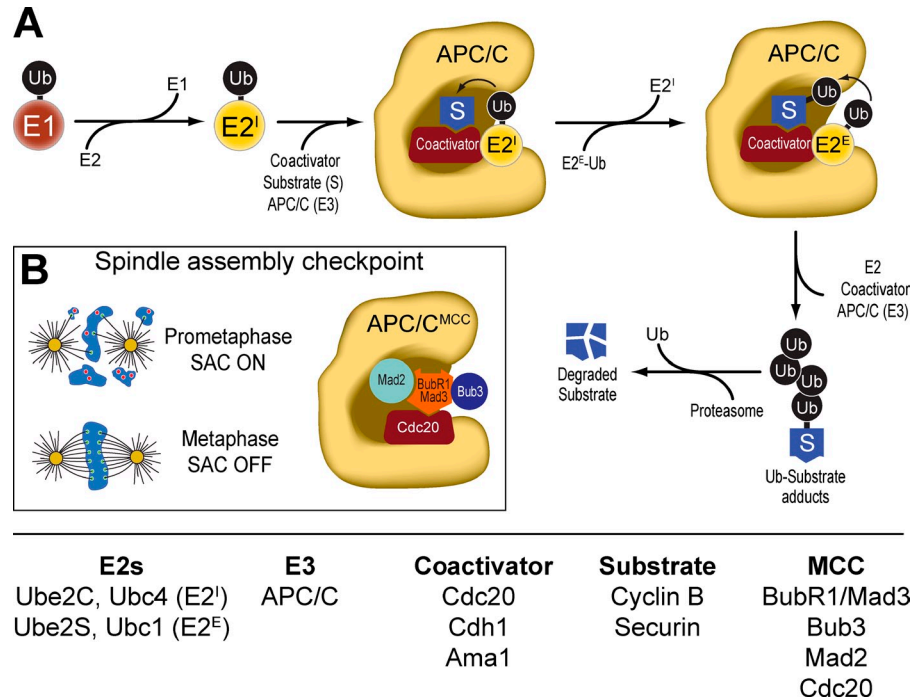 A
Ub
E1
E1
E2
Ub
E2ᴵ
Coactivator
Substrate (S)
APC/C (E3)
APC/C
S
Ub
Coactivator
E2ᴵ
E2ᴵ
E2ᴱ-Ub
APC/C
Ub
S
Ub
Coactivator
E2ᴱ
E2
Coactivator
APC/C (E3)
Ub
Ub
Ub
Ub
S
Ub-Substrate
adducts
Ub
Proteasome
Degraded
Substrate
B
Spindle assembly checkpoint
Prometaphase
SAC ON
Metaphase
SAC OFF
APC/Cᴹᶜᶜ
Mad2
BubR1
Mad3
Bub3
Cdc20
E2s
Ube2C, Ubc4 (E2ᴵ)
Ube2S, Ubc1 (E2ᴱ)
E3
APC/C
Coactivator
Cdc20
Cdh1
Ama1
Substrate
Cyclin B
Securin
MCC
BubR1/Mad3
Bub3
Mad2
Cdc20